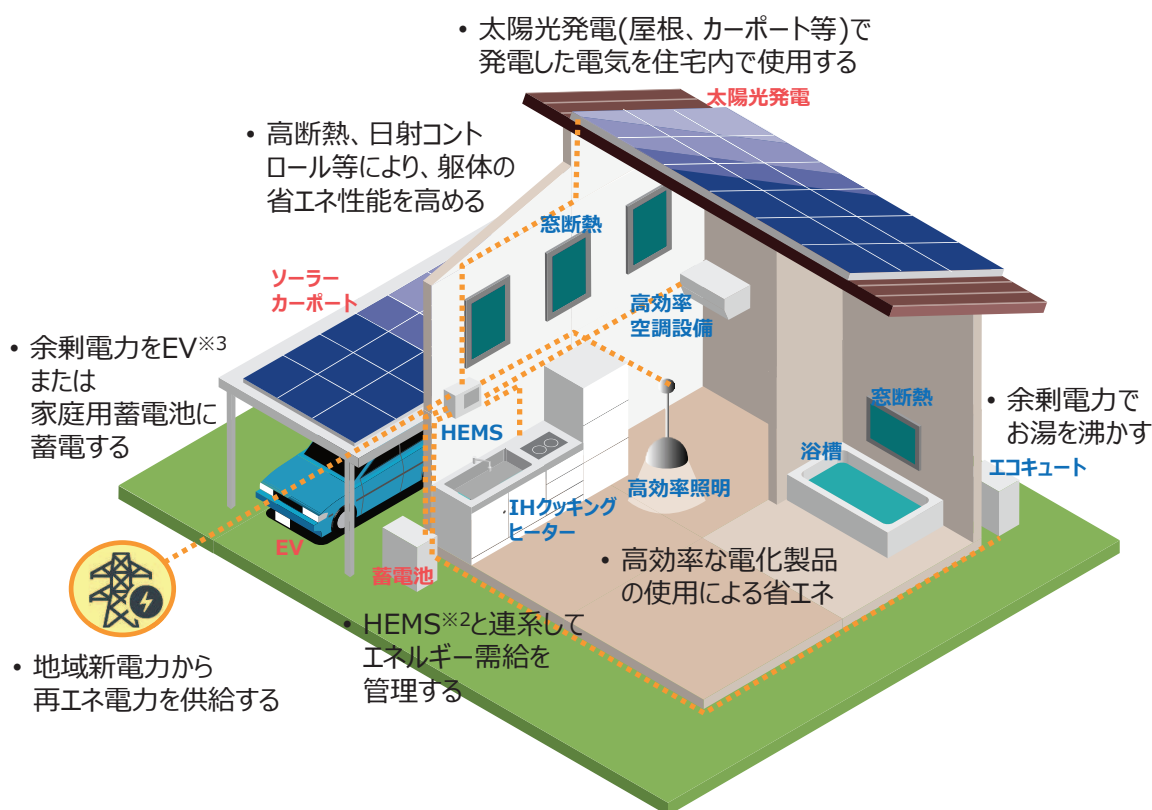 • 太陽光発電(屋根、カーポート等)で
発電した電気を住宅内で使用する
太陽光発電
• 高断熱、日射コント
ロール等により、躯体の
省エネ性能を高める
窓断熱
ソーラー
カーポート
高効率
空調設備
• 余剰電力をEV※3
または
家庭用蓄電池に
蓄電する
HEMS
窓断熱
• 余剰電力で
お湯を沸かす
浴槽
エコキュート
高効率照明
IHクッキング
ヒーター
EV
蓄電池
• 高効率な電化製品
の使用による省エネ
• HEMS※2と連系して
エネルギー需給を
管理する
• 地域新電力から
再エネ電力を供給する